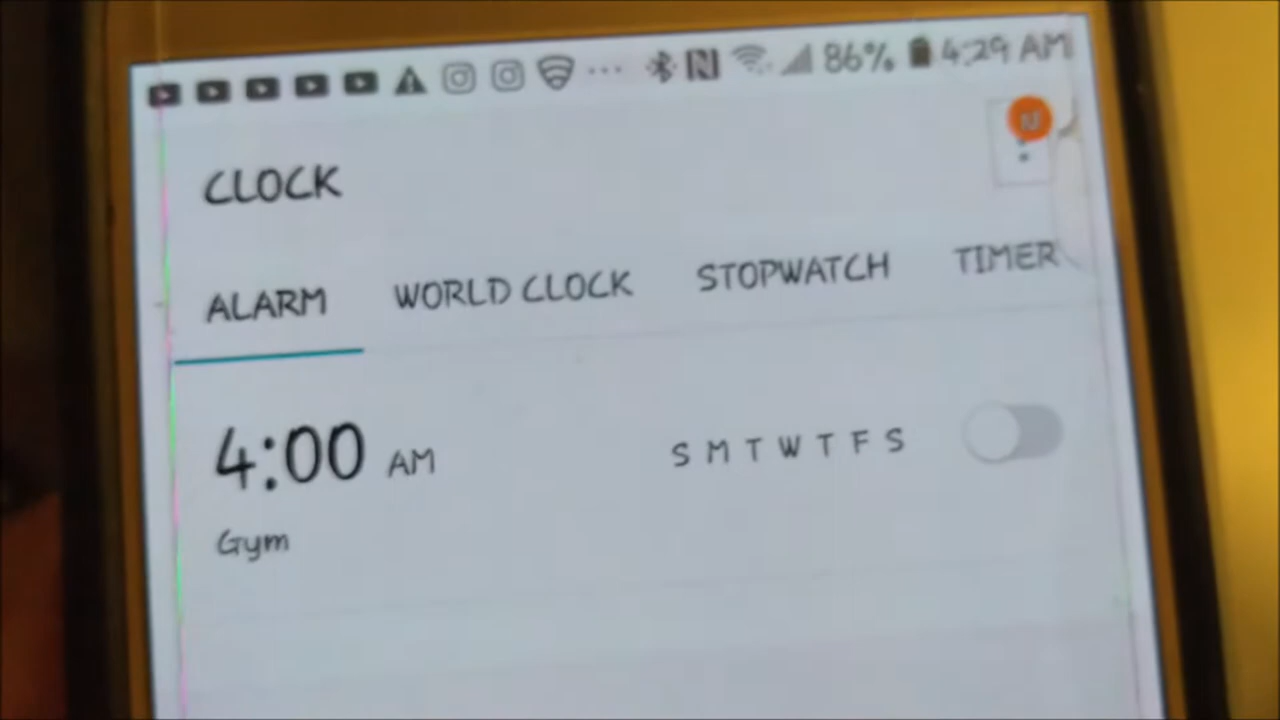 86% 4:29 AM
N
CLOCK
ALARM WORLD CLOCK STOPWATCH TIMER
4:00 AM S M T W T F S
Gym